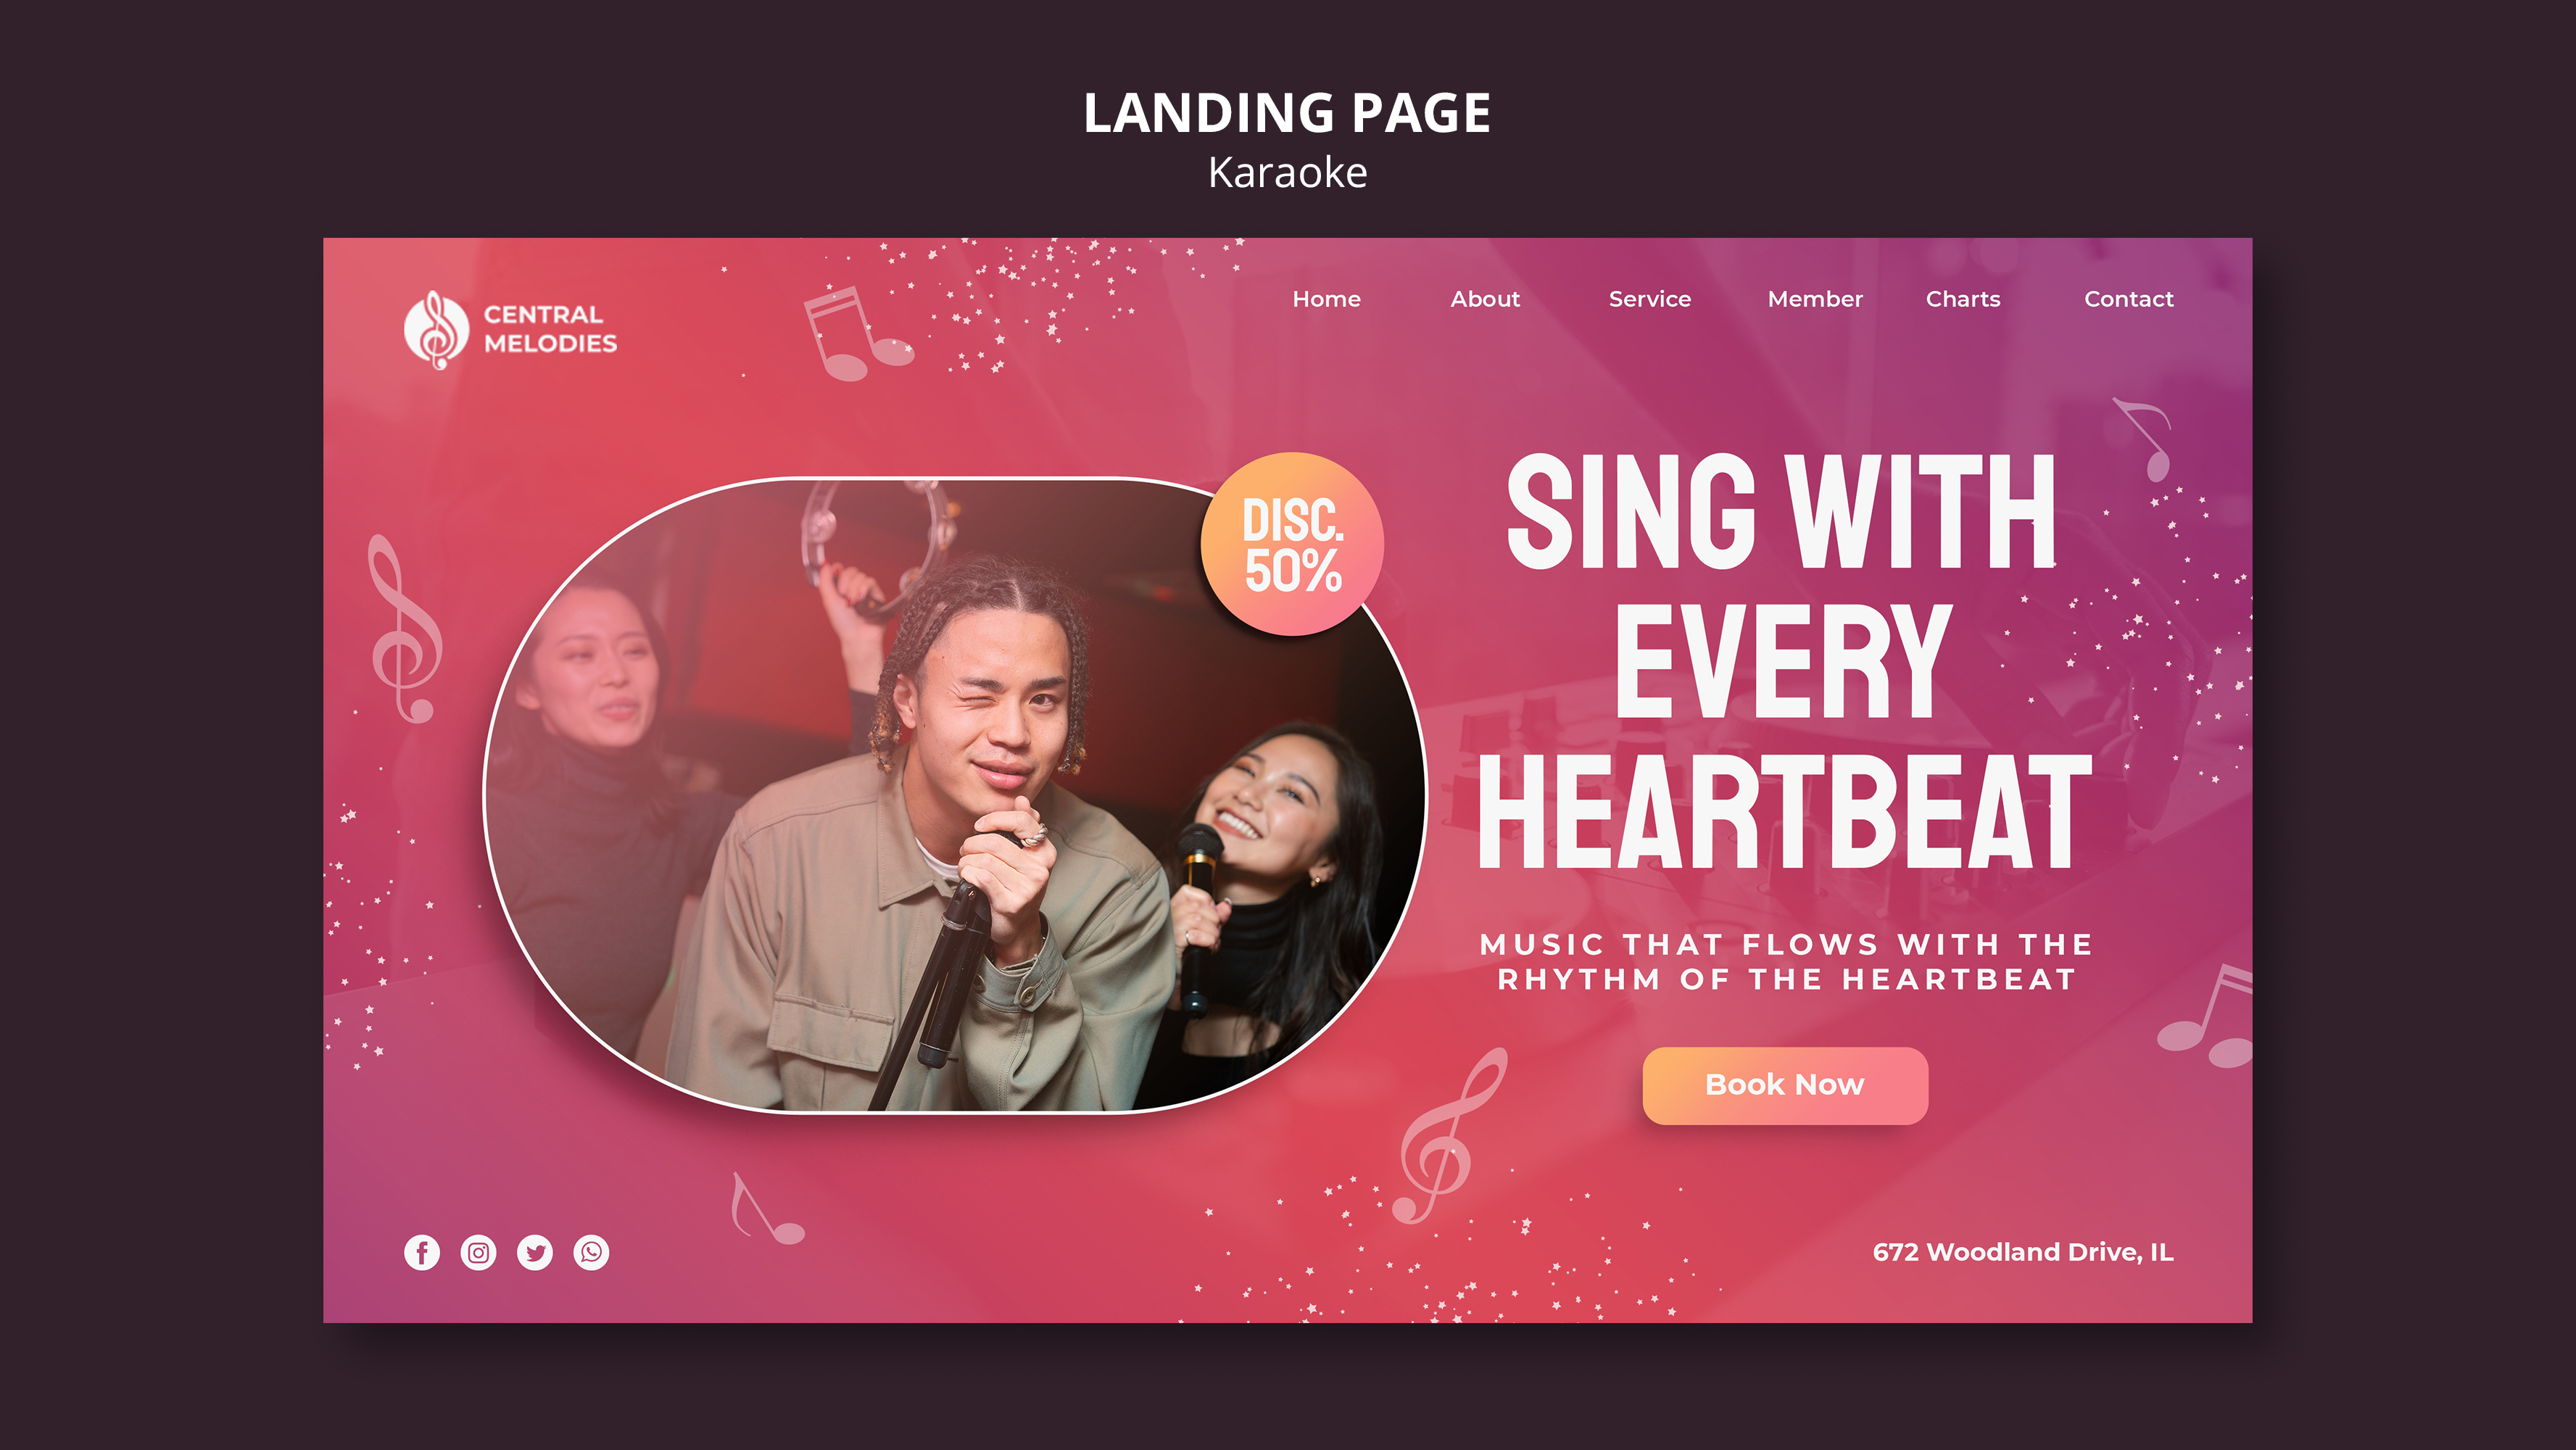 LANDING PAGE
Karaoke
CENTRAL
MELODIES
Home About Service Member Charts Contact
DISC.
50%
SING WITH
EVERY
HEARTBEAT
MUSIC THAT FLOWS WITH THE
RHYTHM OF THE HEARTBEAT
Book Now
672 Woodland Drive, IL